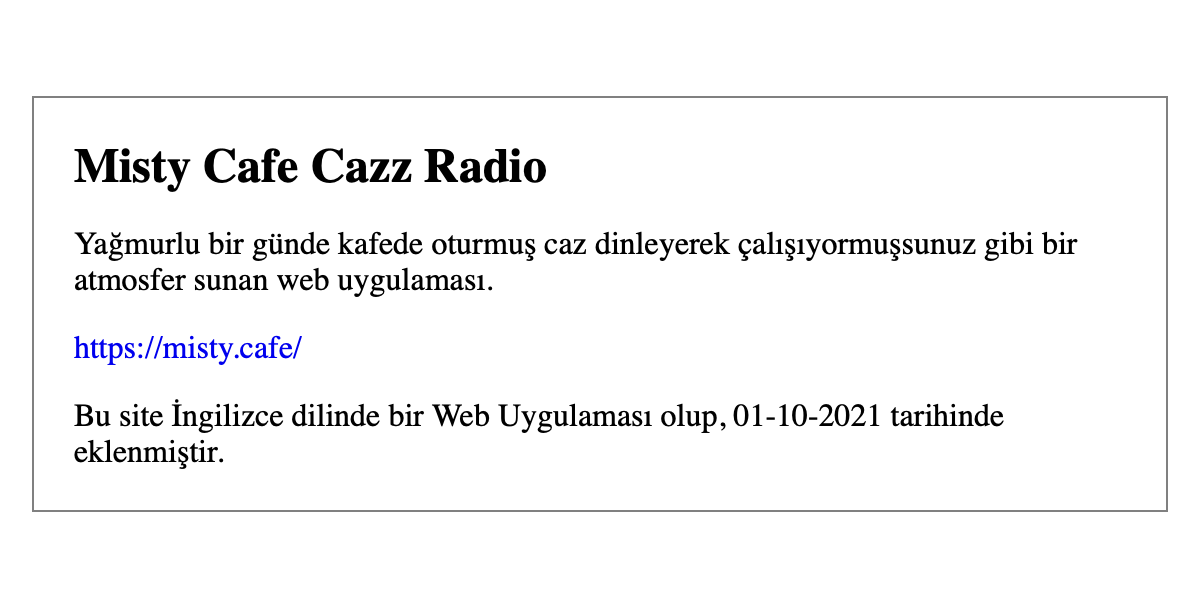 Misty Cafe Cazz Radio
Yağmurlu bir günde kafede oturmuş caz dinleyerek çalışıyormuşsunuz gibi bir
atmosfer sunan web uygulaması.
https://misty.cafe/
Bu site İngilizce dilinde bir Web Uygulaması olup, 01-10-2021 tarihinde
eklenmiştir.